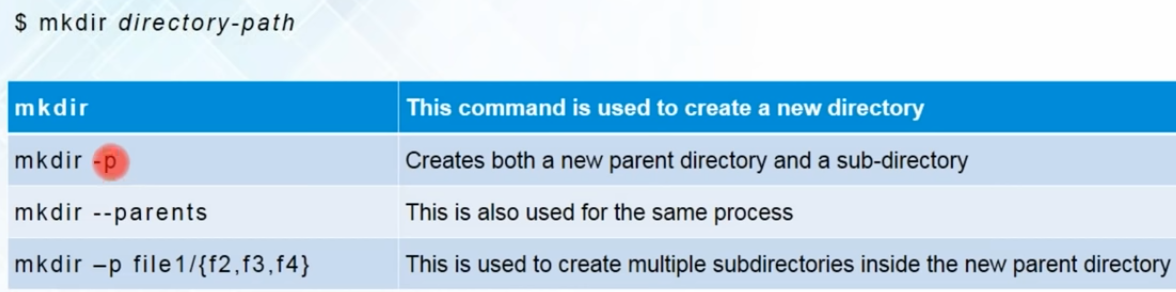 $ mkdir directory-path
mkdir This command is used to create a new directory
mkdir -p Creates both a new parent directory and a sub-directory
mkdir --parents This is also used for the same process
mkdir –p file1/{f2,f3,f4} This is used to create multiple subdirectories inside the new parent directory